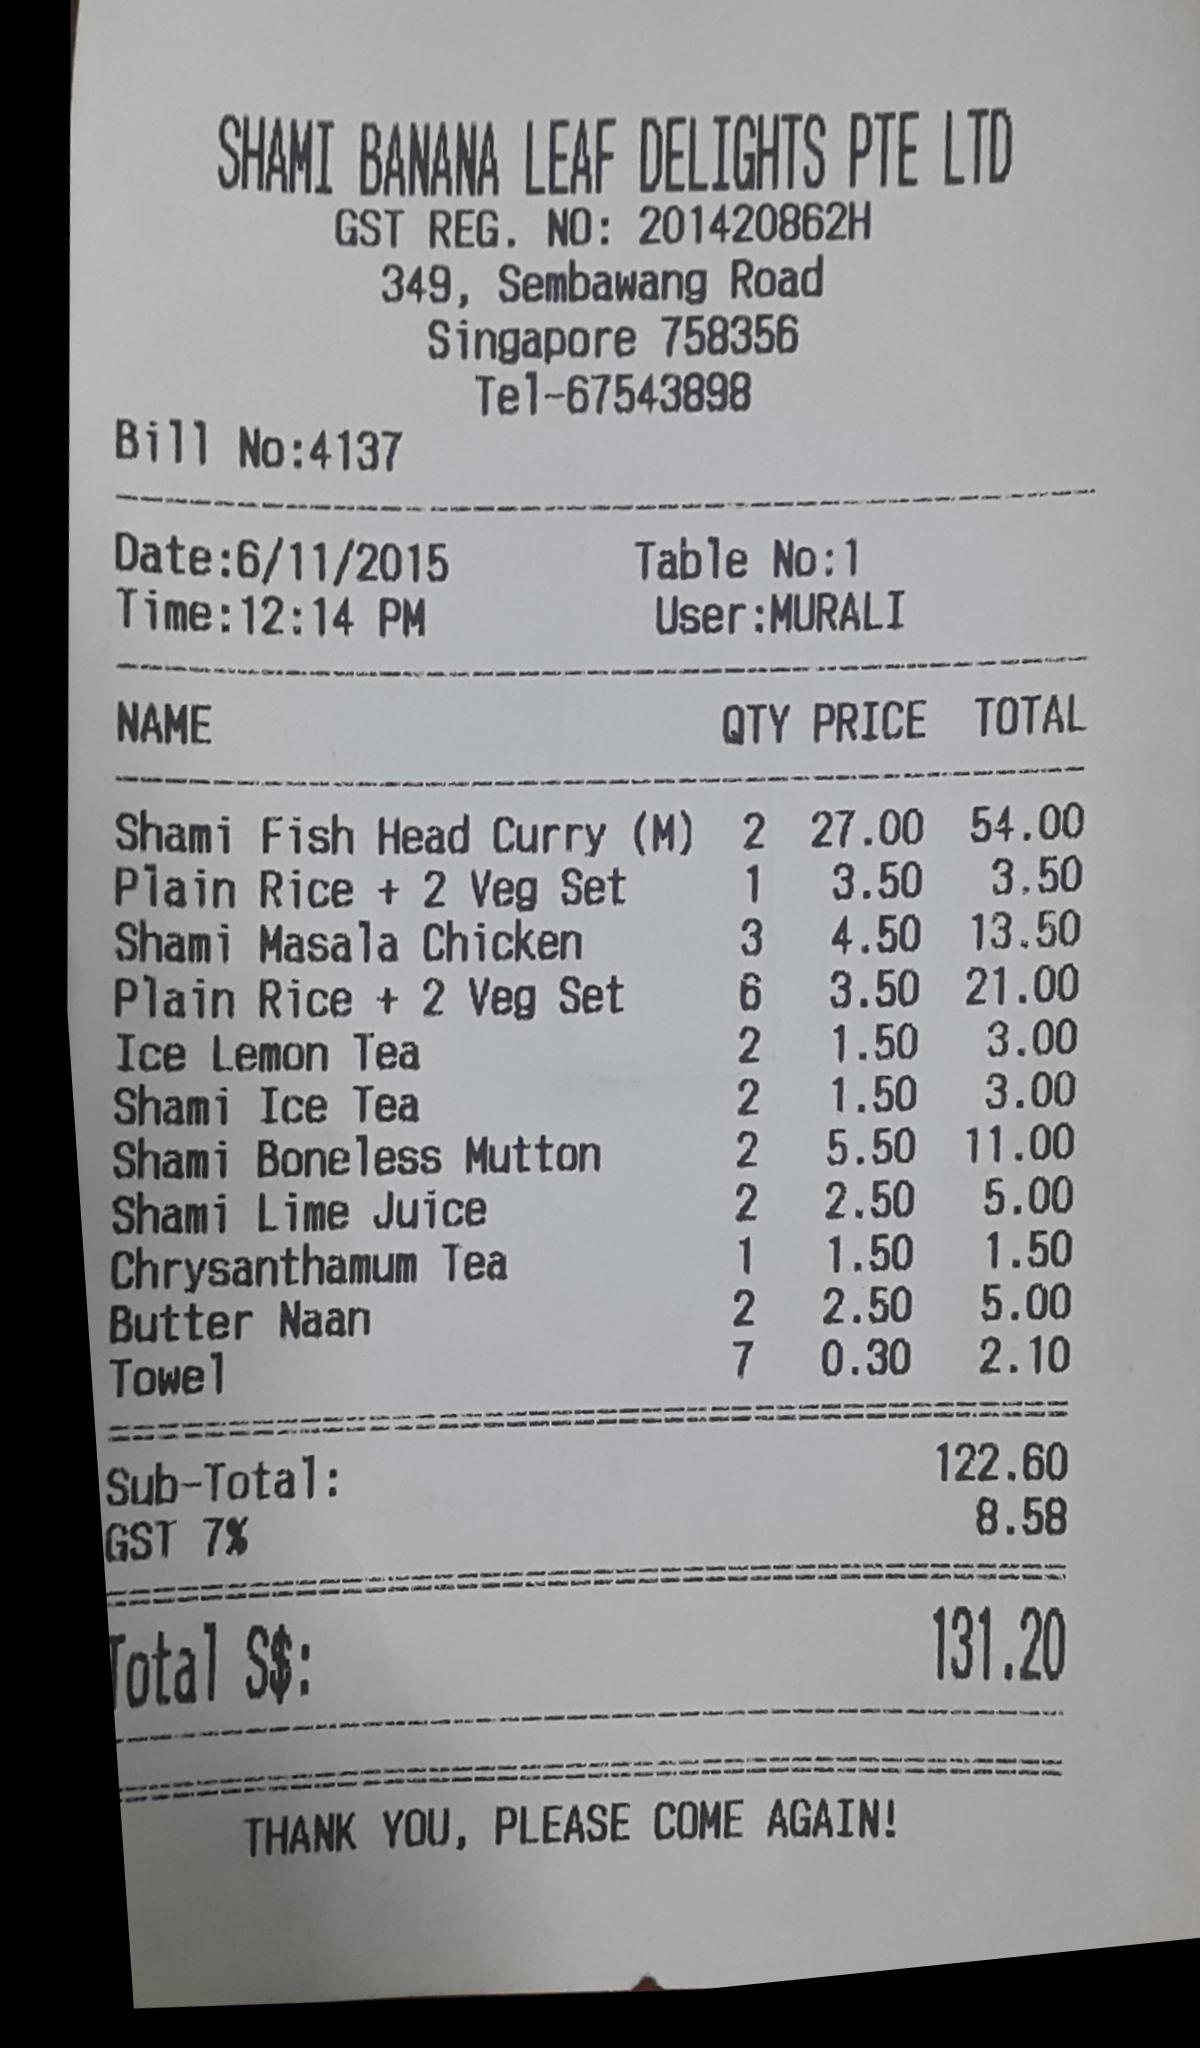 SHAMI BANANA LEAF DELIGHTS PTE LTD
GST REG. NO: 201420862H
349, Sembawang Road
Singapore 758356
Tel-67543898
Bill No:4137
Date:6/11/2015 Table No:1
Time:12:14 PM User:MURALI
NAME QTY PRICE TOTAL
Shami Fish Head Curry (M) 2 27.00 54.00
Plain Rice + 2 Veg Set 1 3.50 3.50
Shami Masala Chicken 3 4.50 13.50
Plain Rice + 2 Veg Set 6 3.50 21.00
Ice Lemon Tea 2 1.50 3.00
Shami Ice Tea 2 1.50 3.00
Shami Boneless Mutton 2 5.50 11.00
Shami Lime Juice 2 2.50 5.00
Chrysanthamum Tea 1 1.50 1.50
Butter Naan 2 2.50 5.00
Towel 7 0.30 2.10
Sub-Total: 122.60
GST 7% 8.58
Total S$: 131.20
THANK YOU, PLEASE COME AGAIN!